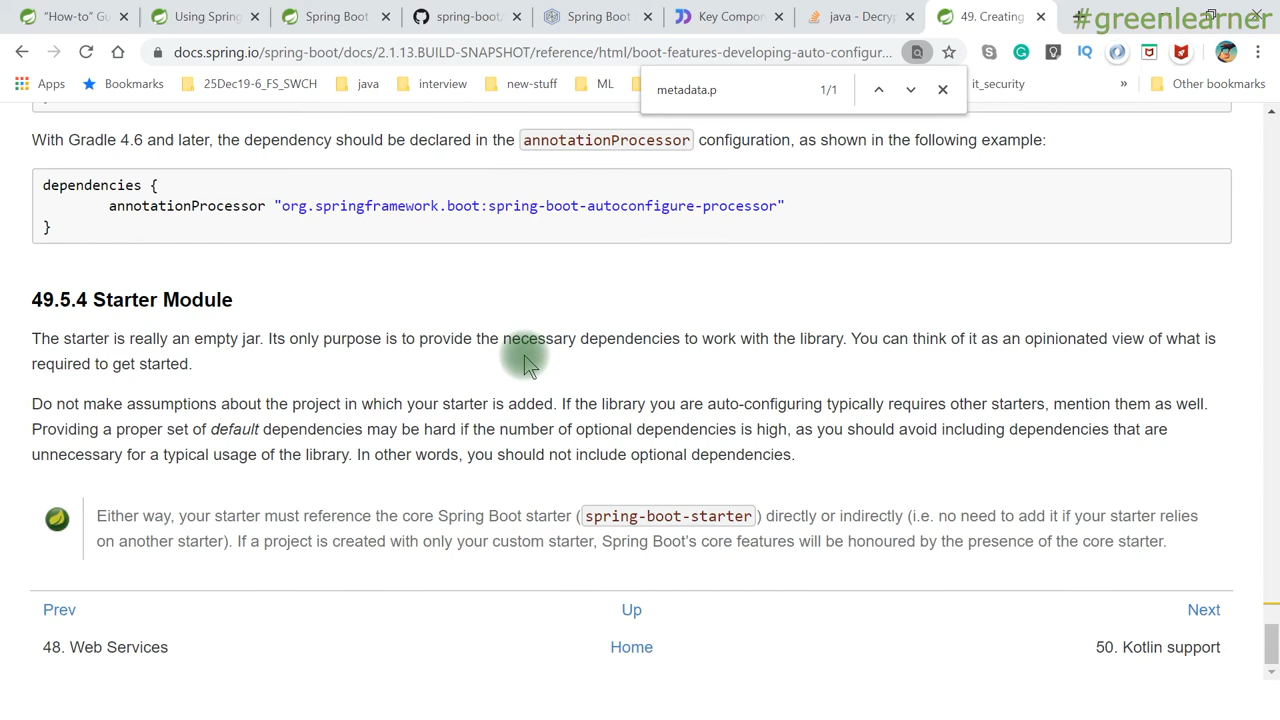 "How-to" Gu
Using Spring
Spring Boot
spring-boot
Spring Boot
Key Compor
java - Decry
49. Creating
#greenlearner
docs.spring.io/spring-boot/docs/2.1.13.BUILD-SNAPSHOT/reference/html/boot-features-developing-auto-configur...
Apps
Bookmarks
25Dec19-6_F3_SWCH
java
interview
new-stuff
ML
metadata.p
1/1
it_security
»
Other bookmarks
With Gradle 4.6 and later, the dependency should be declared in the annotationProcessor configuration, as shown in the following example:
dependencies {
annotationProcessor "org.springframework.boot:spring-boot-autoconfigure-processor"
}
49.5.4 Starter Module
The starter is really an empty jar. Its only purpose is to provide the necessary dependencies to work with the library. You can think of it as an opinionated view of what is
required to get started.
Do not make assumptions about the project in which your starter is added. If the library you are auto-configuring typically requires other starters, mention them as well.
Providing a proper set of default dependencies may be hard if the number of optional dependencies is high, as you should avoid including dependencies that are
unnecessary for a typical usage of the library. In other words, you should not include optional dependencies.
Either way, your starter must reference the core Spring Boot starter (spring-boot-starter) directly or indirectly (i.e. no need to add it if your starter relies
on another starter). If a project is created with only your custom starter, Spring Boot's core features will be honoured by the presence of the core starter.
Prev
Up
Next
48. Web Services
Home
50. Kotlin support